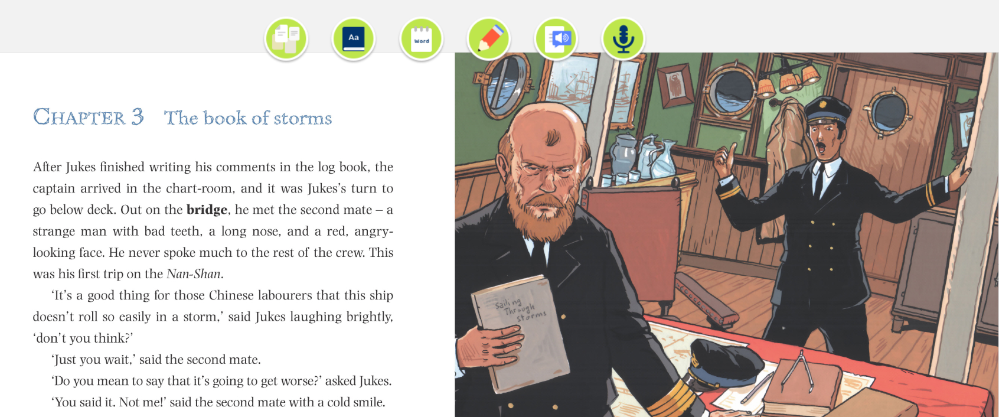 Aa
Word
CHAPTER 3 The book of storms
After Jukes finished writing his comments in the log book, the
captain arrived in the chart-room, and it was Jukes’s turn to
go below deck. Out on the bridge, he met the second mate – a
strange man with bad teeth, a long nose, and a red, angry-
looking face. He never spoke much to the rest of the crew. This
was his first trip on the Nan-Shan.
‘It’s a good thing for those Chinese labourers that this ship
doesn’t roll so easily in a storm,’ said Jukes laughing brightly,
‘don’t you think?’
‘Just you wait,’ said the second mate.
‘Do you mean to say that it’s going to get worse?’ asked Jukes.
‘You said it. Not me!’ said the second mate with a cold smile.
Sailing
Through
storms